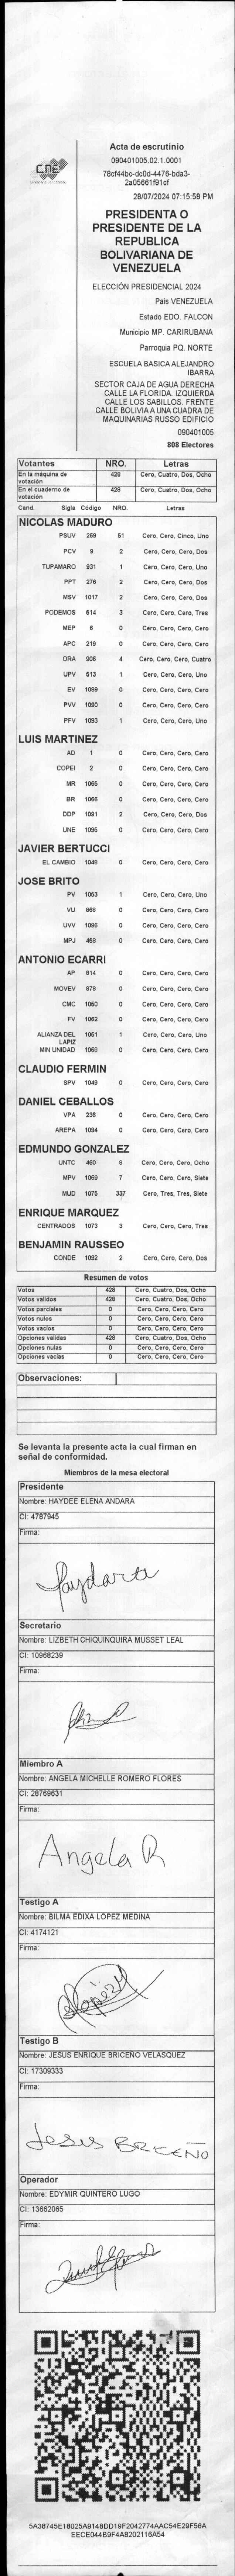 CNE
Acta de escrutinio
090401005.02.1.0001
78cf44bc-dc0d-4476-bda3-
2a05661f91cf
28/07/2024 07:15:58 PM
PRESIDENTA O
PRESIDENTE DE LA
REPUBLICA
BOLIVARIANA DE
VENEZUELA
ELECCIÓN PRESIDENCIAL 2024
Pais VENEZUELA
Estado EDO. FALCON
Municipio MP. CARIRUBANA
Parroquia PQ. NORTE
ESCUELA BASICA ALEJANDRO
IBARRA
SECTOR CAJA DE AGUA DERECHA
CALLE LA FLORIDA. IZQUIERDA
CALLE LOS SABILLOS. FRENTE
CALLE BOLIVIA A UNA CUADRA DE
MAQUINARIAS RUSSO EDIFICIO
090401005
808 Electores
Votantes NRO. Letras
En la máquina de votación 428 Cero, Cuatro, Dos, Ocho
En el cuaderno de votación 428 Cero, Cuatro, Dos, Ocho
Cand. Sigla Código NRO. Letras
NICOLAS MADURO
PSUV 269 51 Cero, Cero, Cinco, Uno
PCV 9 2 Cero, Cero, Cero, Dos
TUPAMARO 931 1 Cero, Cero, Cero, Uno
PPT 276 2 Cero, Cero, Cero, Dos
MSV 1017 2 Cero, Cero, Cero, Dos
PODEMOS 514 3 Cero, Cero, Cero, Tres
MEP 6 0 Cero, Cero, Cero, Cero
APC 219 0 Cero, Cero, Cero, Cero
ORA 906 4 Cero, Cero, Cero, Cuatro
UPV 513 1 Cero, Cero, Cero, Uno
EV 1089 0 Cero, Cero, Cero, Cero
PVV 1090 0 Cero, Cero, Cero, Cero
PFV 1093 1 Cero, Cero, Cero, Uno
LUIS MARTINEZ
AD 1 0 Cero, Cero, Cero, Cero
COPEI 2 0 Cero, Cero, Cero, Cero
MR 1065 0 Cero, Cero, Cero, Cero
BR 1066 0 Cero, Cero, Cero, Cero
DDP 1091 2 Cero, Cero, Cero, Dos
UNE 1095 0 Cero, Cero, Cero, Cero
JAVIER BERTUCCI
EL CAMBIO 1048 0 Cero, Cero, Cero, Cero
JOSE BRITO
PV 1053 1 Cero, Cero, Cero, Uno
VU 968 0 Cero, Cero, Cero, Cero
UVV 1096 0 Cero, Cero, Cero, Cero
MPJ 458 0 Cero, Cero, Cero, Cero
ANTONIO ECARRI
AP 814 0 Cero, Cero, Cero, Cero
MOVEV 878 0 Cero, Cero, Cero, Cero
CMC 1050 0 Cero, Cero, Cero, Cero
FV 1062 0 Cero, Cero, Cero, Cero
ALIANZA DEL LAPIZ 1051 1 Cero, Cero, Cero, Uno
MIN UNIDAD 1068 0 Cero, Cero, Cero, Cero
CLAUDIO FERMIN
SPV 1049 0 Cero, Cero, Cero, Cero
DANIEL CEBALLOS
VPA 236 0 Cero, Cero, Cero, Cero
AREPA 1094 0 Cero, Cero, Cero, Cero
EDMUNDO GONZALEZ
UNTC 460 8 Cero, Cero, Cero, Ocho
MPV 1069 7 Cero, Cero, Cero, Siete
MUD 1075 337 Cero, Tres, Tres, Siete
ENRIQUE MARQUEZ
CENTRADOS 1073 3 Cero, Cero, Cero, Tres
BENJAMIN RAUSSEO
CONDE 1092 2 Cero, Cero, Cero, Dos
Resumen de votos
Votos 428 Cero, Cuatro, Dos, Ocho
Votos validos 428 Cero, Cuatro, Dos, Ocho
Votos parciales 0 Cero, Cero, Cero, Cero
Votos nulos 0 Cero, Cero, Cero, Cero
Votos vacios 0 Cero, Cero, Cero, Cero
Opciones validas 428 Cero, Cuatro, Dos, Ocho
Opciones nulas 0 Cero, Cero, Cero, Cero
Opciones vacias 0 Cero, Cero, Cero, Cero
Observaciones:
Se levanta la presente acta la cual firman en
señal de conformidad.
Miembros de la mesa electoral
Presidente
Nombre: HAYDEE ELENA ANDARA
CI: 4787945
Firma:
Secretario
Nombre: LIZBETH CHIQUINQUIRA MUSSET LEAL
CI: 10968239
Firma:
Miembro A
Nombre: ANGELA MICHELLE ROMERO FLORES
CI: 28769631
Firma:
Angela R
Testigo A
Nombre: BILMA EDIXA LOPEZ MEDINA
CI: 4174121
Firma:
Testigo B
Nombre: JESUS ENRIQUE BRICENO VELASQUEZ
CI: 17309333
Firma:
Jesus BRICEÑO
Operador
Nombre: EDYMIR QUINTERO LUGO
CI: 13662065
Firma:
5A38745E18025A9148DD19F2042774AAC54E29F56A
EECE044B9F4A8202116A54